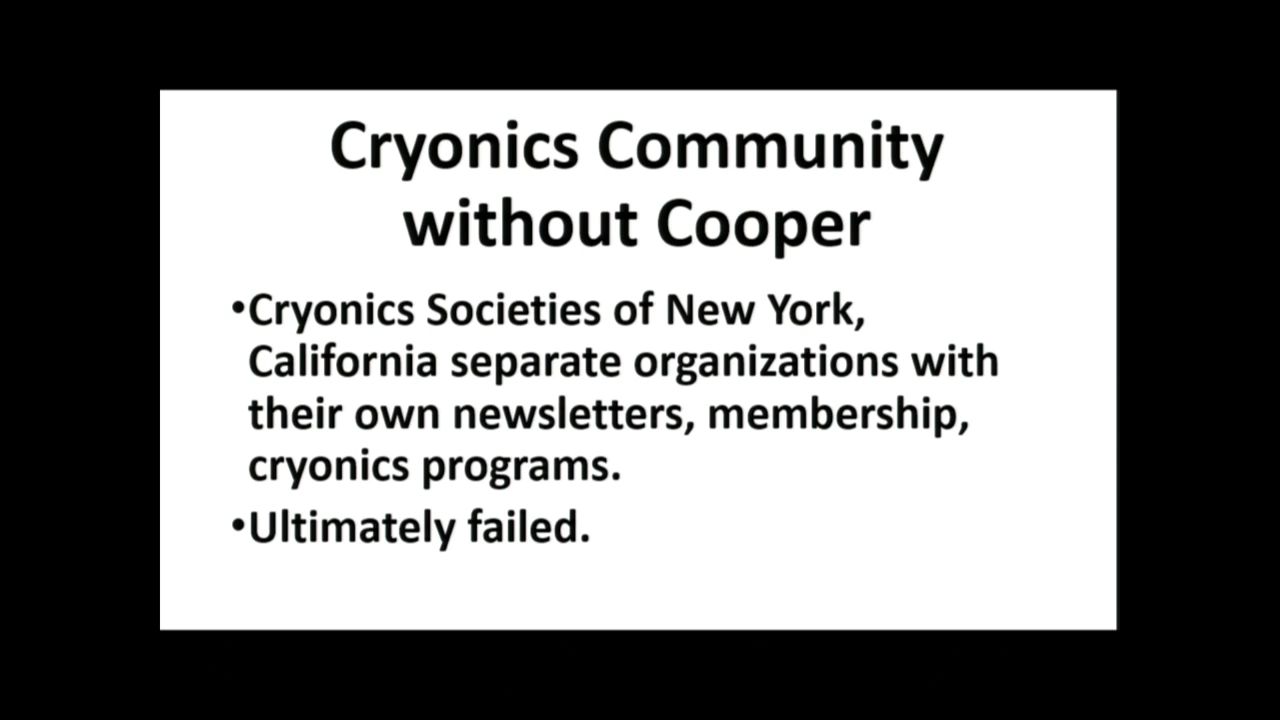 Cryonics Community
without Cooper
•Cryonics Societies of New York,
California separate organizations with
their own newsletters, membership,
cryonics programs.
•Ultimately failed.